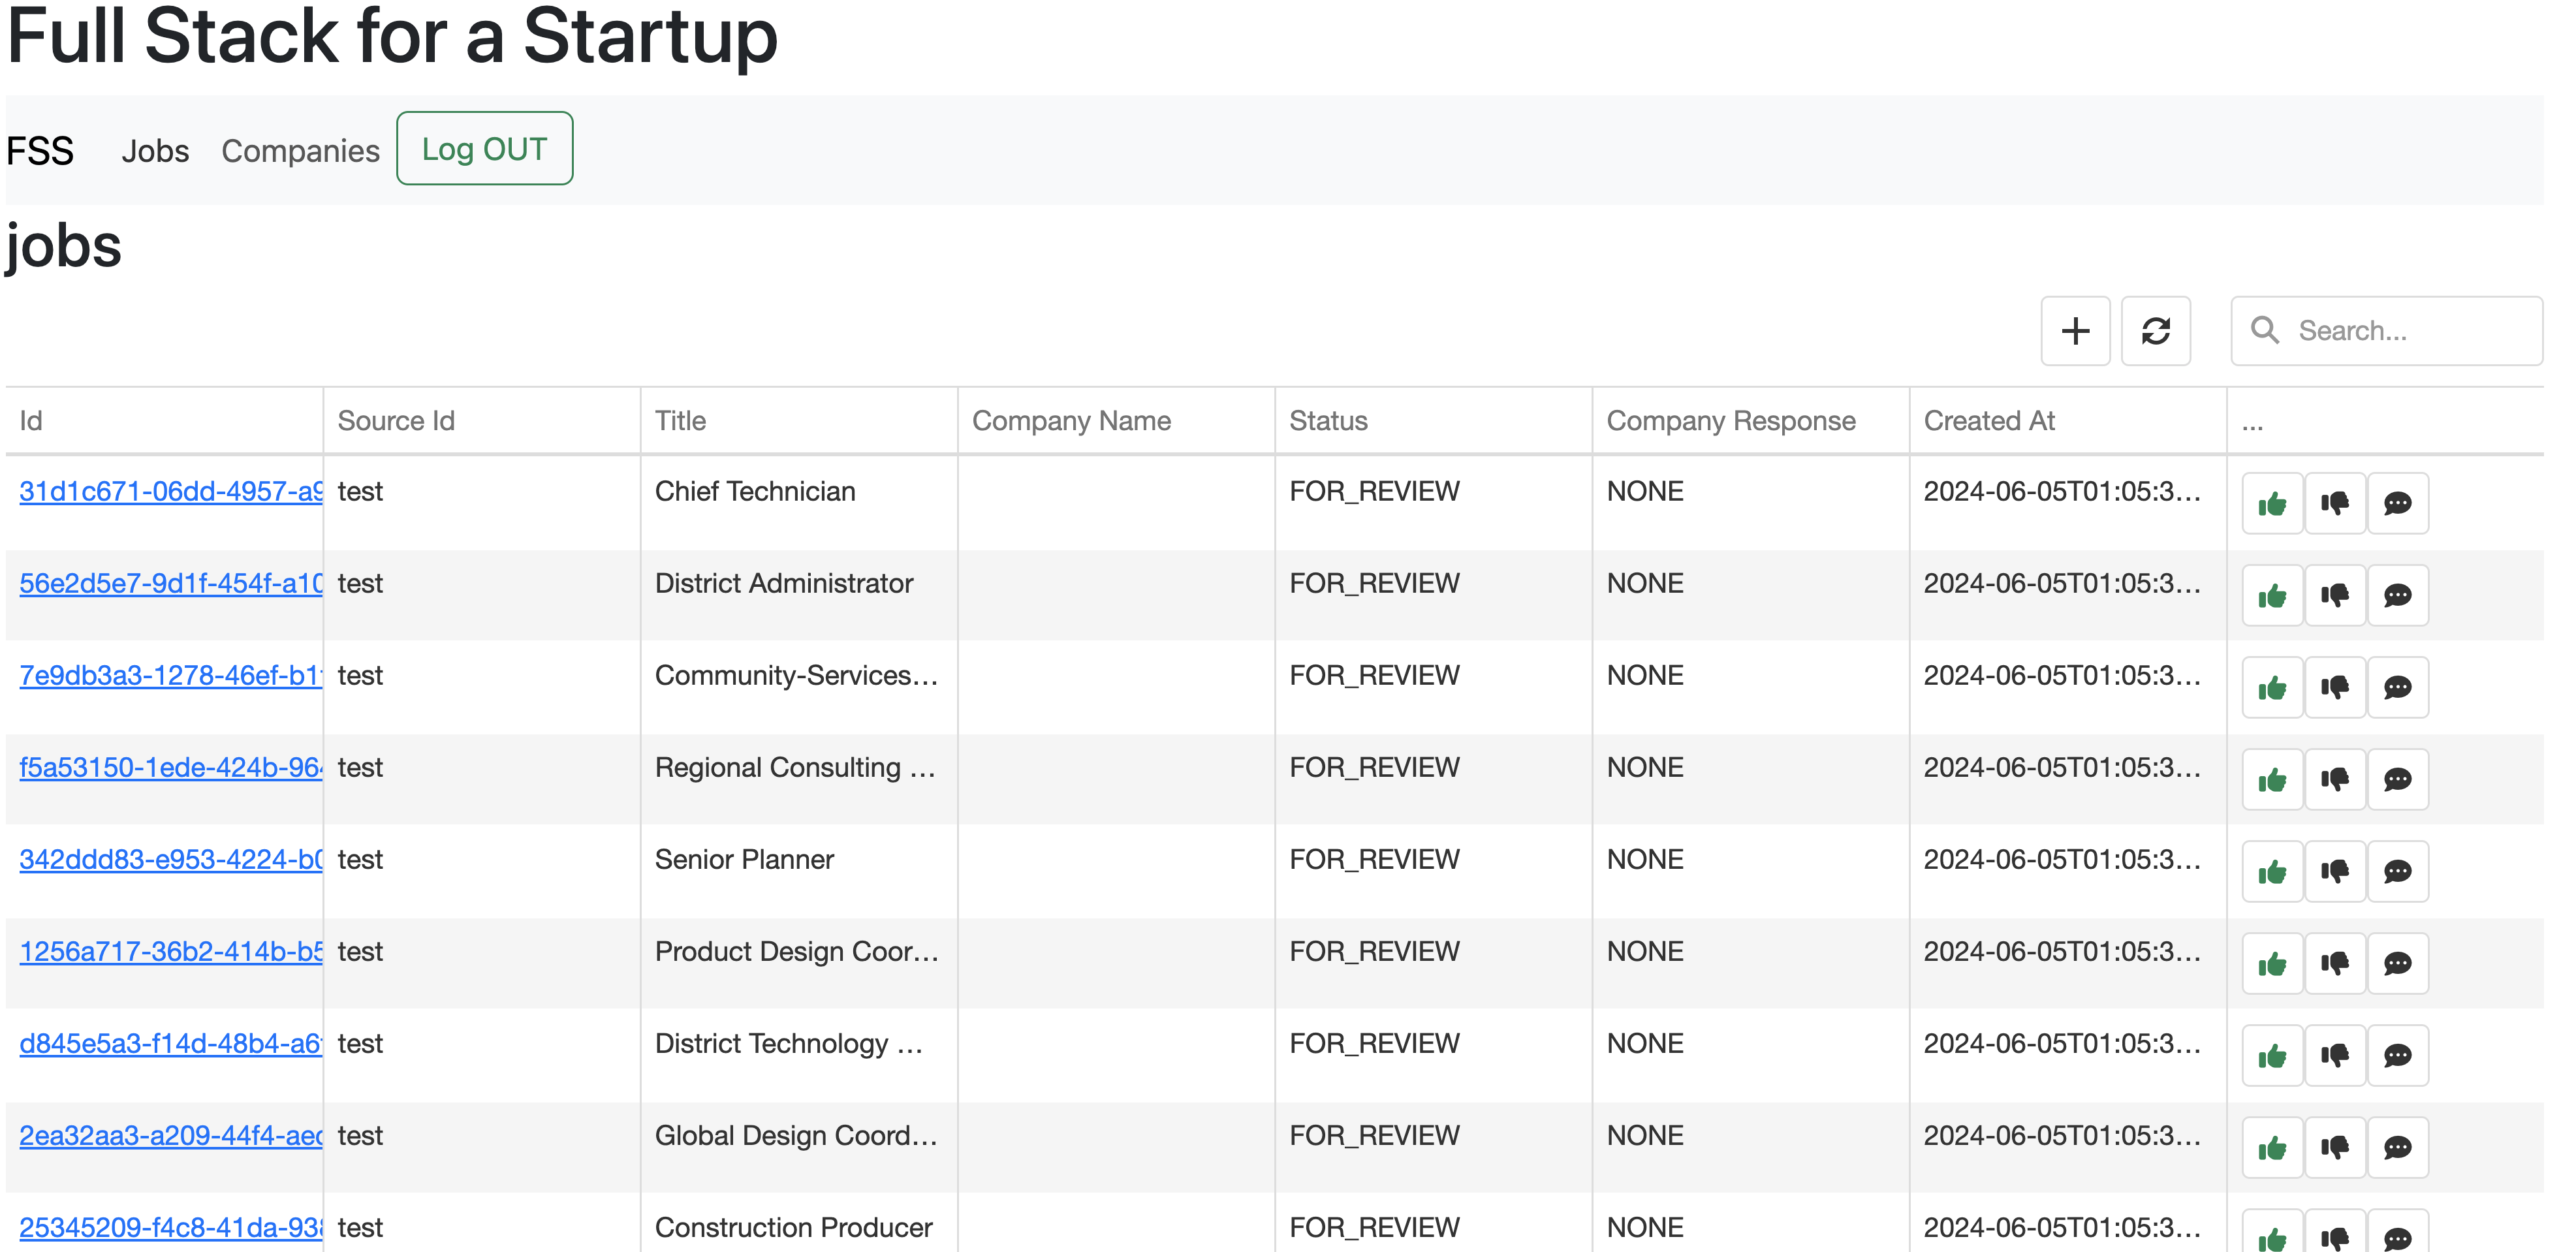 Full Stack for a Startup
FSS Jobs Companies Log OUT
jobs
Search...
Id Source Id Title Company Name Status Company Response Created At ...
31d1c671-06dd-4957-a9 test Chief Technician FOR_REVIEW NONE 2024-06-05T01:05:3...
56e2d5e7-9d1f-454f-a10 test District Administrator FOR_REVIEW NONE 2024-06-05T01:05:3...
7e9db3a3-1278-46ef-b1 test Community-Services... FOR_REVIEW NONE 2024-06-05T01:05:3...
f5a53150-1ede-424b-964 test Regional Consulting ... FOR_REVIEW NONE 2024-06-05T01:05:3...
342ddd83-e953-4224-b0 test Senior Planner FOR_REVIEW NONE 2024-06-05T01:05:3...
1256a717-36b2-414b-b5 test Product Design Coor... FOR_REVIEW NONE 2024-06-05T01:05:3...
d845e5a3-f14d-48b4-a6 test District Technology ... FOR_REVIEW NONE 2024-06-05T01:05:3...
2ea32aa3-a209-44f4-aec test Global Design Coord... FOR_REVIEW NONE 2024-06-05T01:05:3...
25345209-f4c8-41da-938 test Construction Producer FOR_REVIEW NONE 2024-06-05T01:05:3...